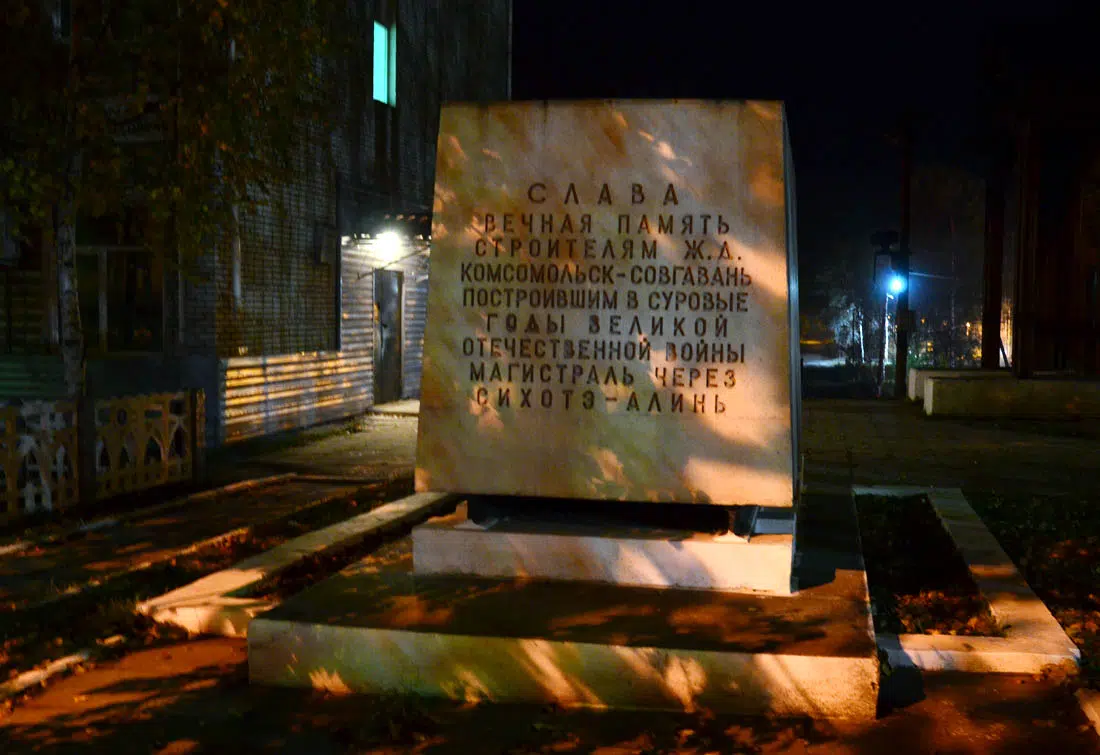 СЛАВА
ВЕЧНАЯ ПАМЯТЬ
СТРОИТЕЛЯМ Ж.Д.
КОМСОМОЛЬСК-СОВГАВАНЬ
ПОСТРОИВШИМ В СУРОВЫЕ
ГОДЫ ВЕЛИКОЙ
ОТЕЧЕСТВЕННОЙ ВОЙНЫ
МАГИСТРАЛЬ ЧЕРЕЗ
СИХОТЭ-АЛИНЬ